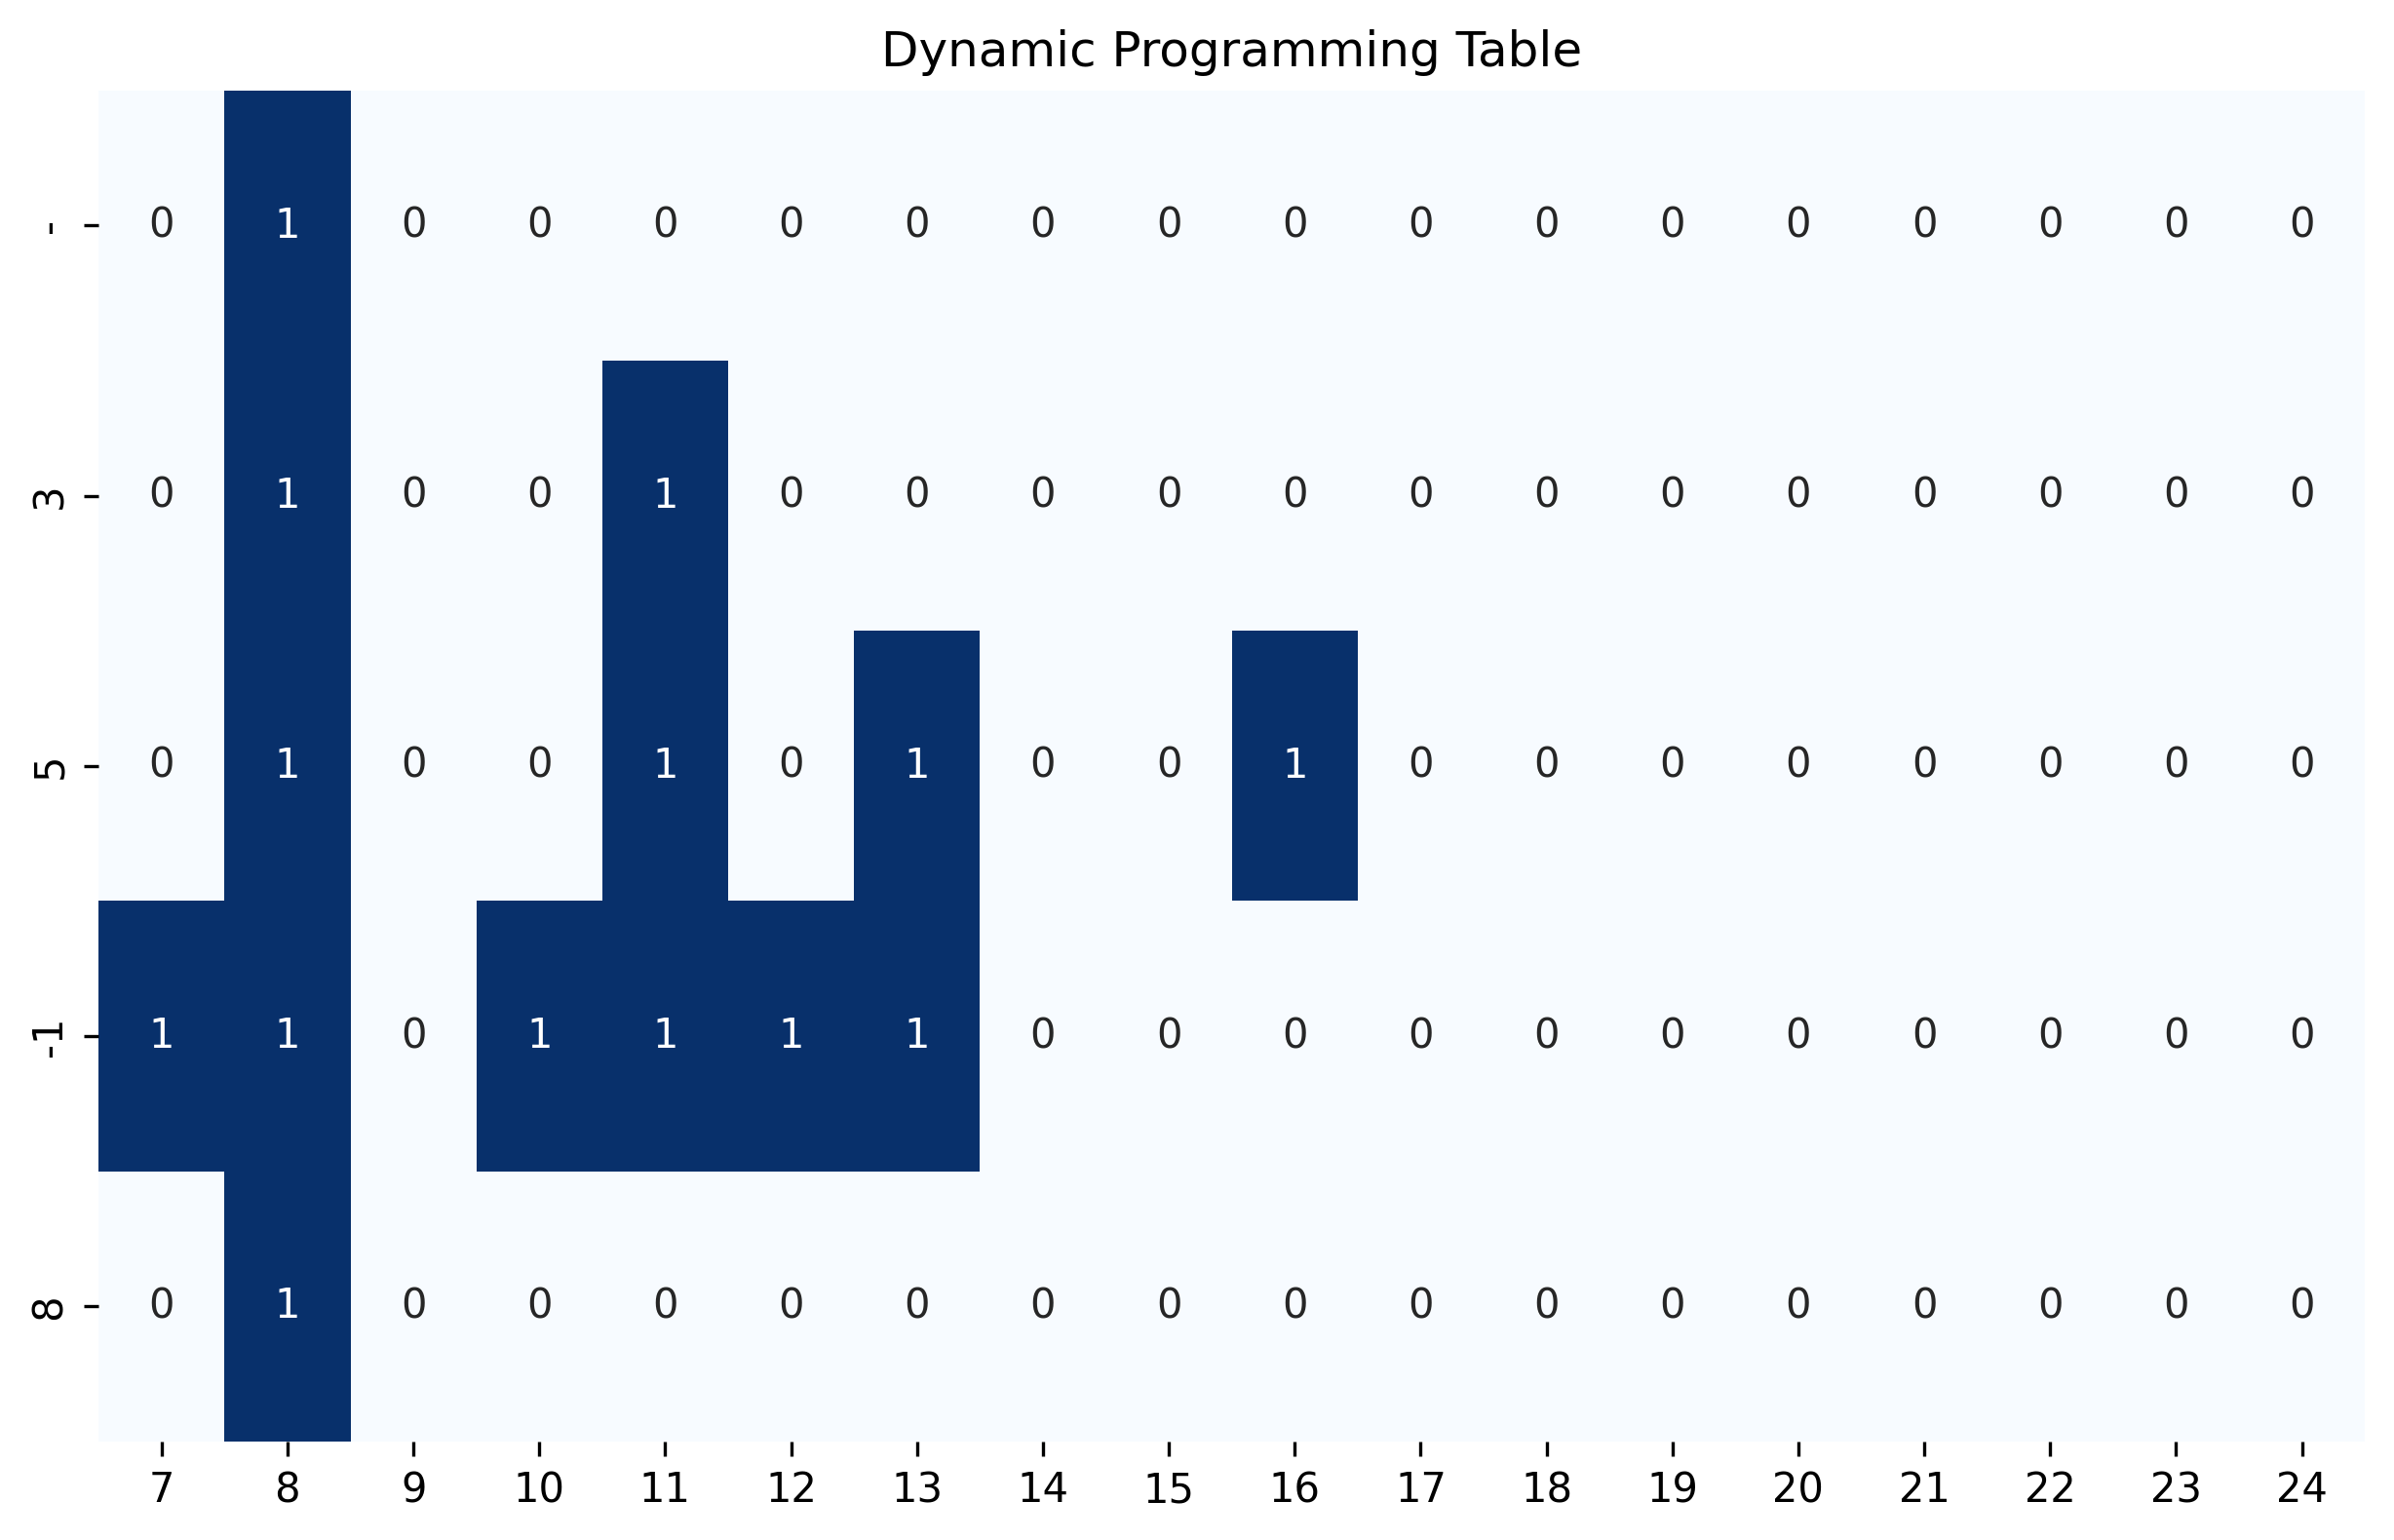 Dynamic Programming Table
- 0 1 0 0 0 0 0 0 0 0 0 0 0 0 0 0 0 0
3 0 1 0 0 1 0 0 0 0 0 0 0 0 0 0 0 0 0
5 0 1 0 0 1 0 1 0 0 1 0 0 0 0 0 0 0 0
-1 1 1 0 1 1 1 1 0 0 0 0 0 0 0 0 0 0 0
8 0 1 0 0 0 0 0 0 0 0 0 0 0 0 0 0 0 0
7 8 9 10 11 12 13 14 15 16 17 18 19 20 21 22 23 24